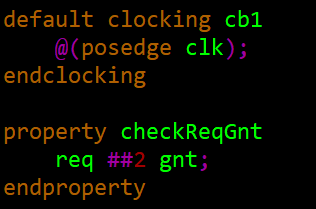 default clocking cb1
@(posedge clk);
endclocking
property checkReqGnt
req ##2 gnt;
endproperty